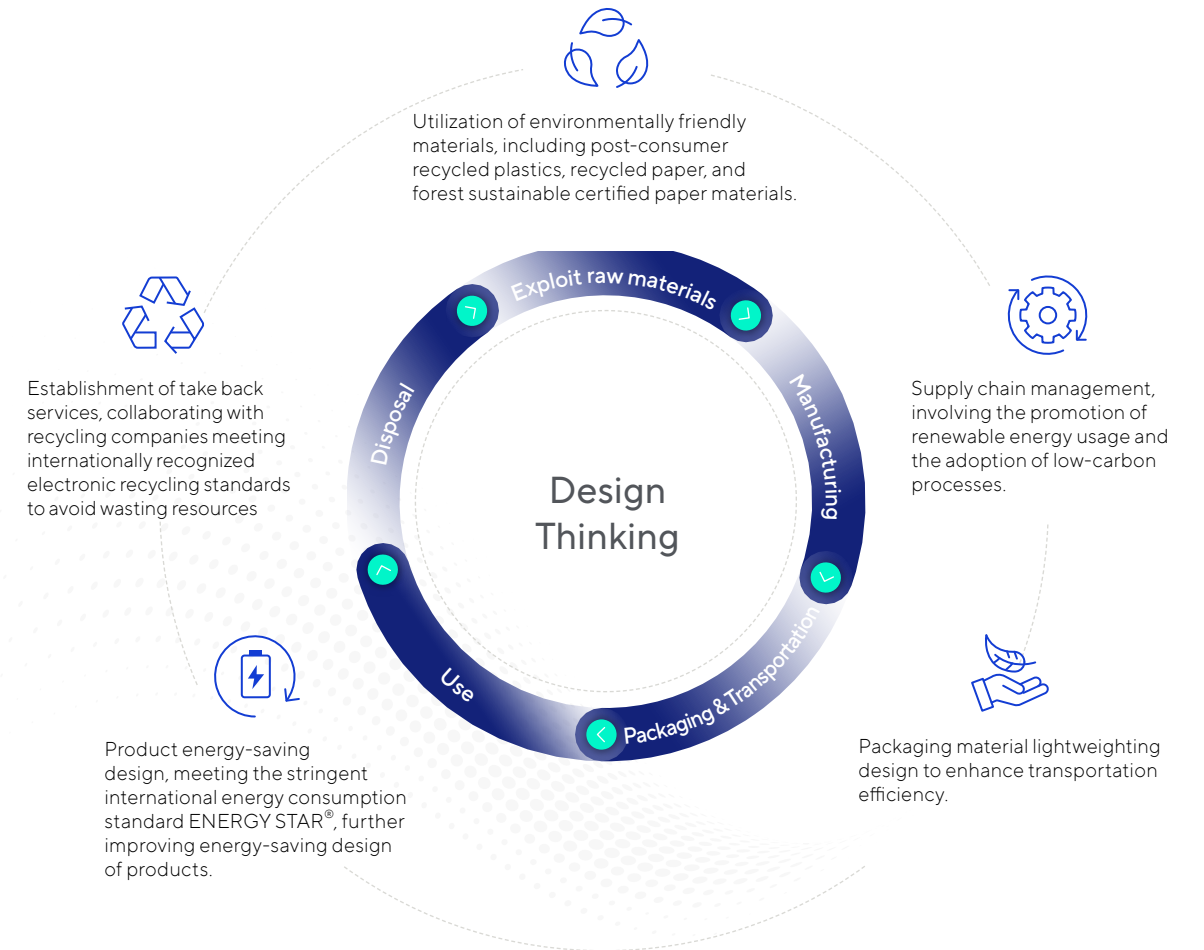 Utilization of environmentally friendly
materials, including post-consumer
recycled plastics, recycled paper, and
forest sustainable certified paper materials.
Exploit raw materials
Manufacturing
Packaging & Transportation
Use
Disposal
Design
Thinking
Supply chain management,
involving the promotion of
renewable energy usage and
the adoption of low-carbon
processes.
Packaging material lightweighting
design to enhance transportation
efficiency.
Product energy-saving
design, meeting the stringent
international energy consumption
standard ENERGY STAR®, further
improving energy-saving design
of products.
Establishment of take back
services, collaborating with
recycling companies meeting
internationally recognized
electronic recycling standards
to avoid wasting resources